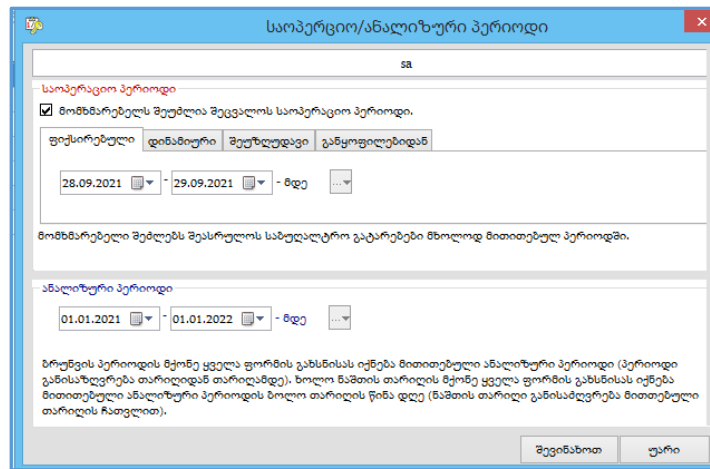 საოპერციო/ანალიზური პერიოდი
sa
საოპერაციო პერიოდი
მომხმარებელს შეუძლია შეცვალოს საოპერაციო პერიოდი.
ფიქსირებული დინამიური შეუზღუდავი განყოფილებიდან
28.09.2021 - 29.09.2021 - მდე ...
მომხმარებელი შეძლებს შეასრულოს საბუღალტრო გატარებები მხოლოდ მითითებულ პერიოდში.
ანალიზური პერიოდი
01.01.2021 - 01.01.2022 - მდე ...
ბრუნვის პერიოდის მქონე ყველა ფორმის გახსნისას იქნება მითითებული ანალიზური პერიოდი (პერიოდი
განისაზღვრება თარიღიდან თარიღამდე). ხოლო ნაშთის თარიღის მქონე ყველა ფორმის გახსნისას იქნება
მითითებული ანალიზური პერიოდის ბოლო თარიღის წინა დღე (ნაშთის თარიღი განისაძღვრება მითთებული
თარიღის ჩათვლით).
შევინახოთ უარი